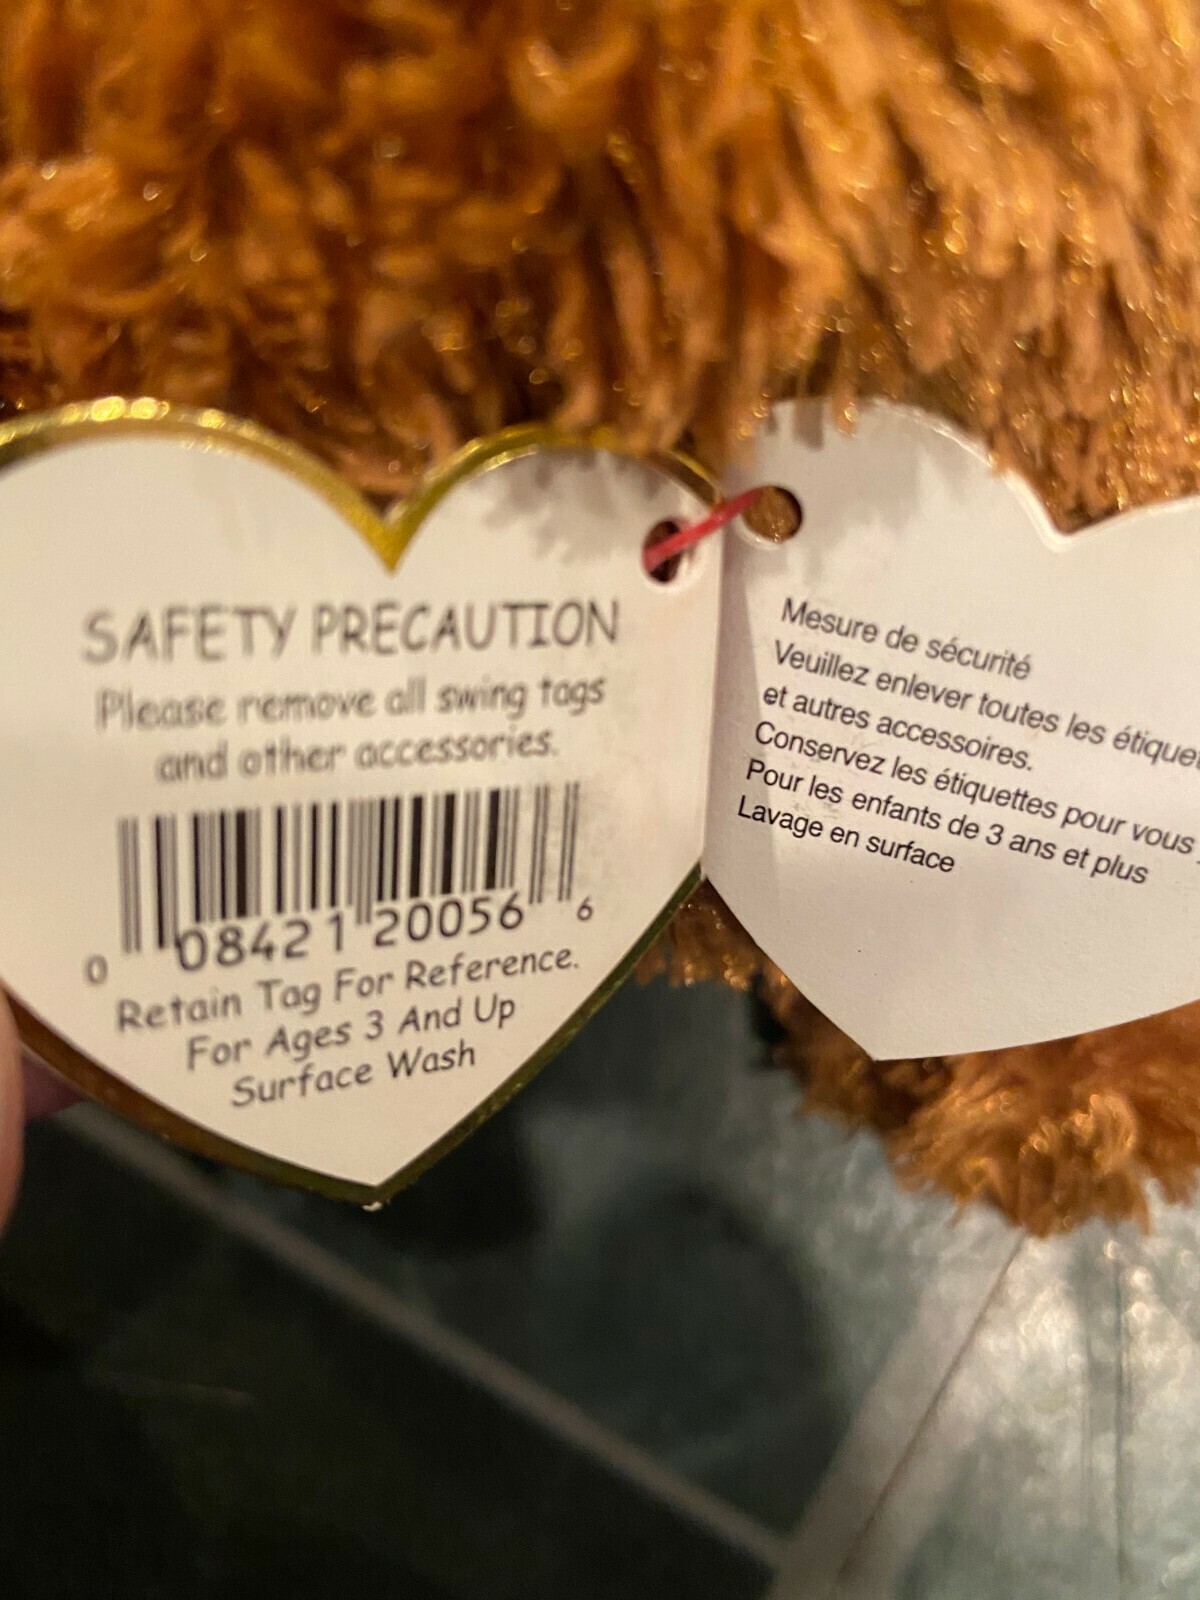 SAFETY PRECAUTION
Please remove all swing tags
and other accessories.
0 08421 20056 6
Retain Tag For Reference.
For Ages 3 And Up
Surface Wash
Mesure de sécurité
Veuillez enlever toutes les
et autres accessoires.
Conservez les étiquettes pour vous
Pour les enfants de 3 ans et plus
Lavage en surface